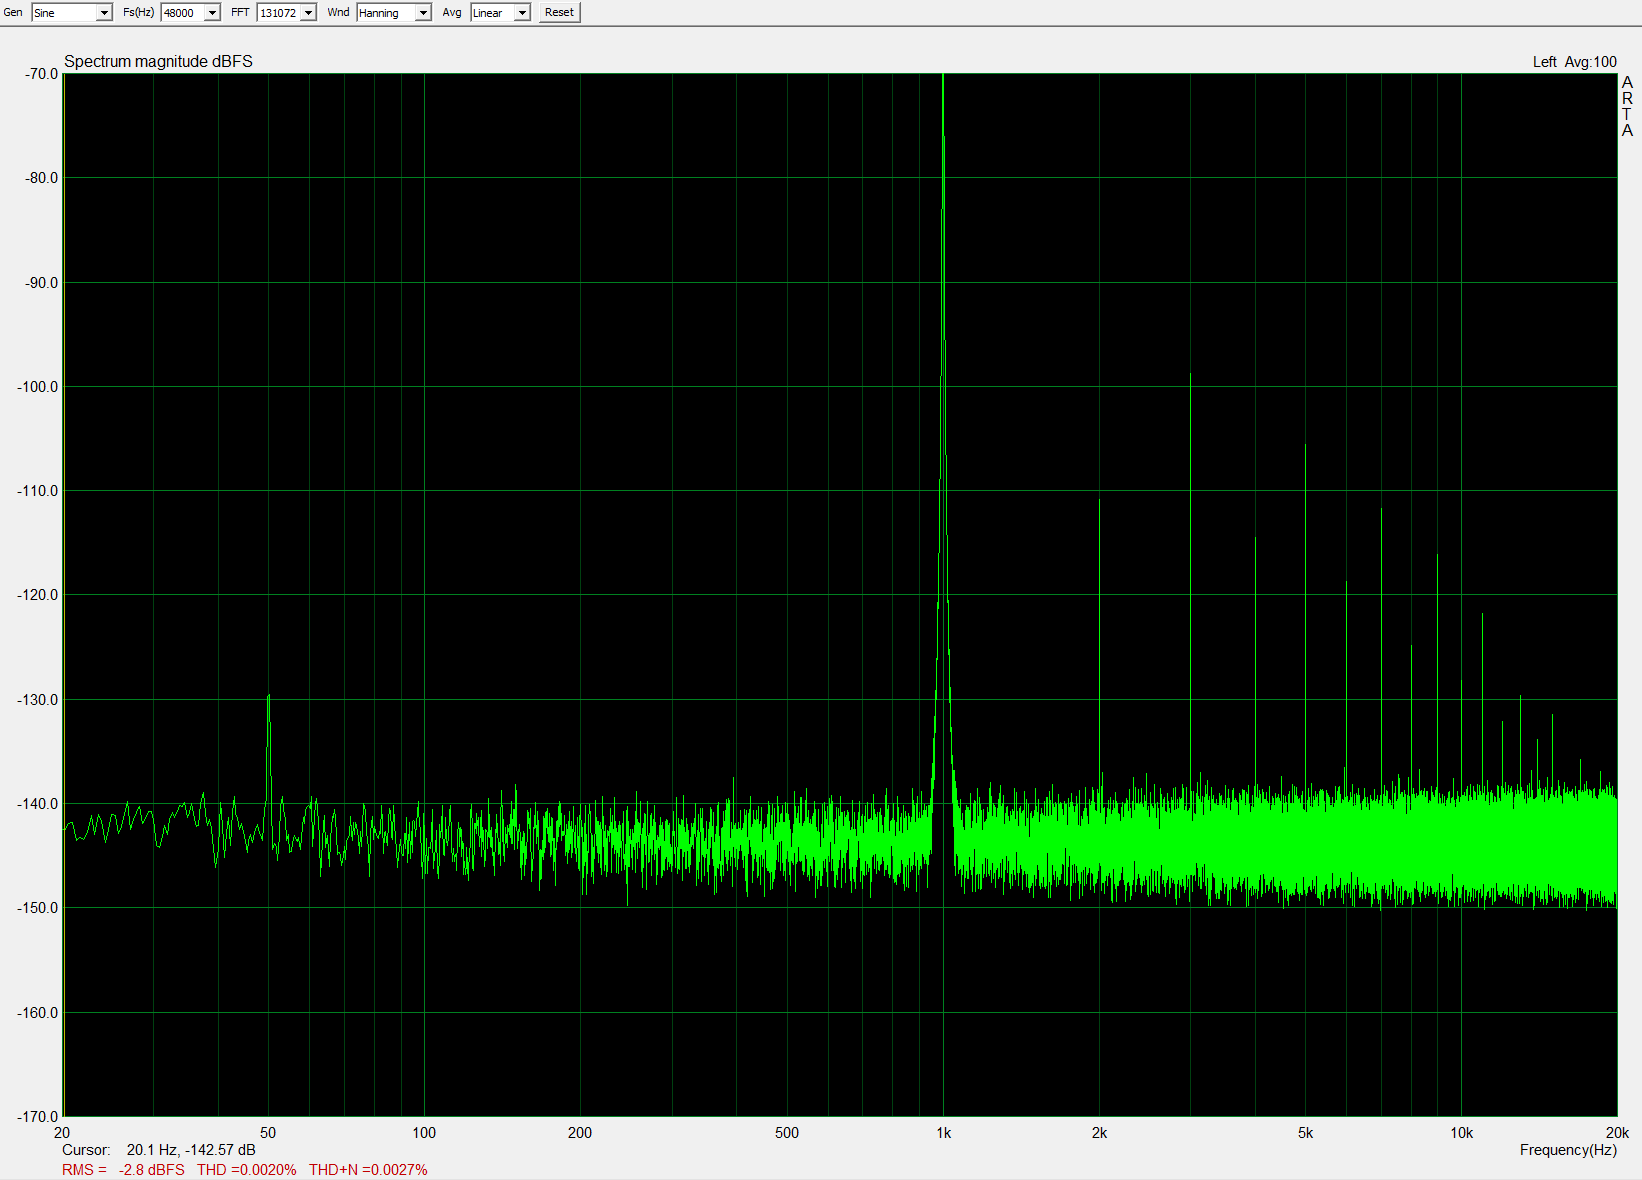 Gen Sine Fs(Hz) 48000 FFT 131072 Wnd Hanning Avg Linear Reset
Spectrum magnitude dBFS Left Avg:100
-70.0
A
R
T
A
-80.0
-90.0
-100.0
-110.0
-120.0
-130.0
-140.0
-150.0
-160.0
-170.0
20 50 100 200 500 1k 2k 5k 10k 20k
Cursor: 20.1 Hz, -142.57 dB Frequency(Hz)
RMS = -2.8 dBFS THD =0.0020% THD+N =0.0027%